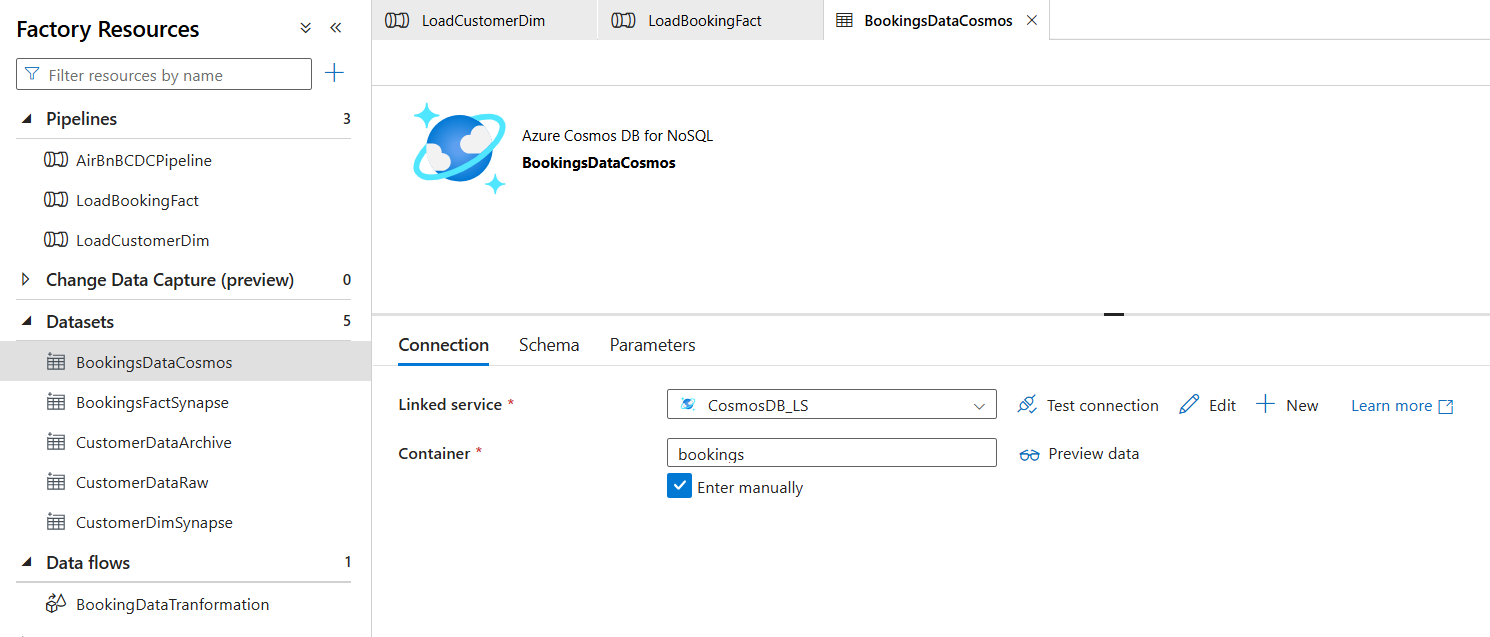 Factory Resources
Filter resources by name
Pipelines 3
AirBnBCDCPipeline
LoadBookingFact
LoadCustomerDim
Change Data Capture (preview) 0
Datasets 5
BookingsDataCosmos
BookingsFactSynapse
CustomerDataArchive
CustomerDataRaw
CustomerDimSynapse
Data flows 1
BookingDataTranformation
LoadCustomerDim LoadBookingFact BookingsDataCosmos
Azure Cosmos DB for NoSQL
BookingsDataCosmos
Connection Schema Parameters
Linked service * CosmosDB_LS Test connection Edit New Learn more
Container * bookings Preview data
Enter manually